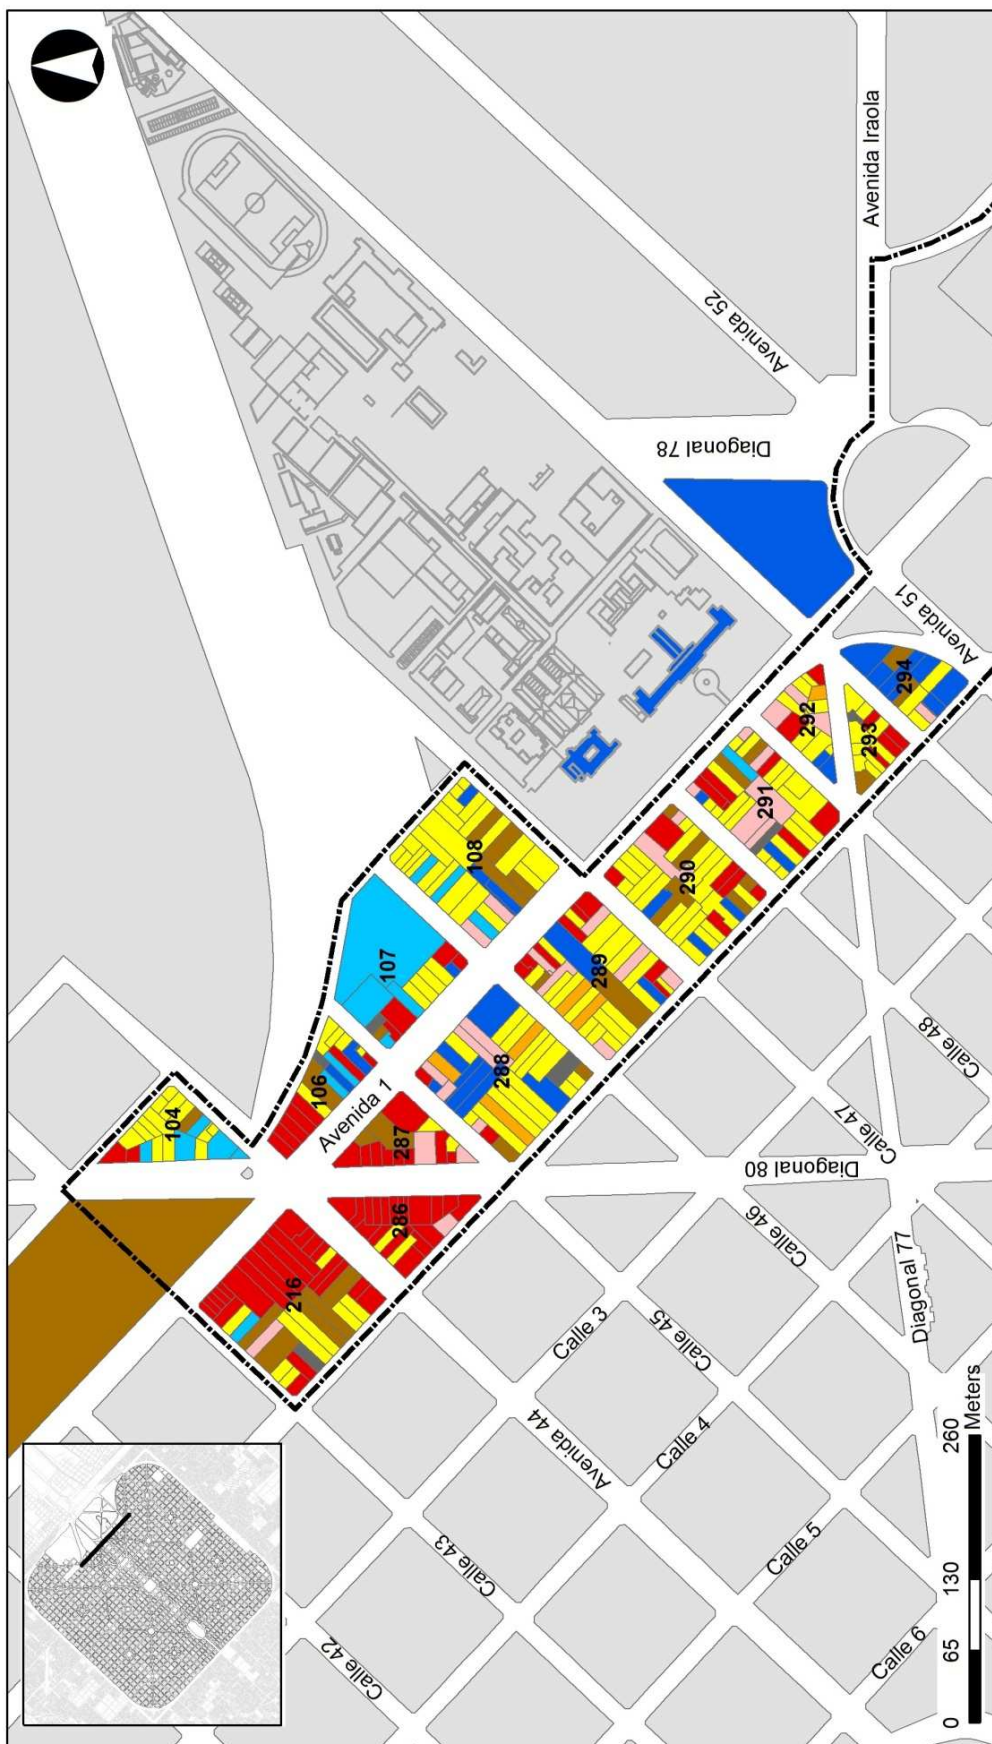 Avenida Iraola
Avenida 52
Diagonal 78
Avenida 51
294
292
293
291
290
108
289
107
288
106
Avenida 1
104
287
286
216
Calle 48
Calle 47
Diagonal 80
Calle 46
Diagonal 77
Calle 3
Calle 45
Avenida 44
Calle 4
Calle 43
Calle 5
Calle 42
Calle 6
0 65 130 260
Meters